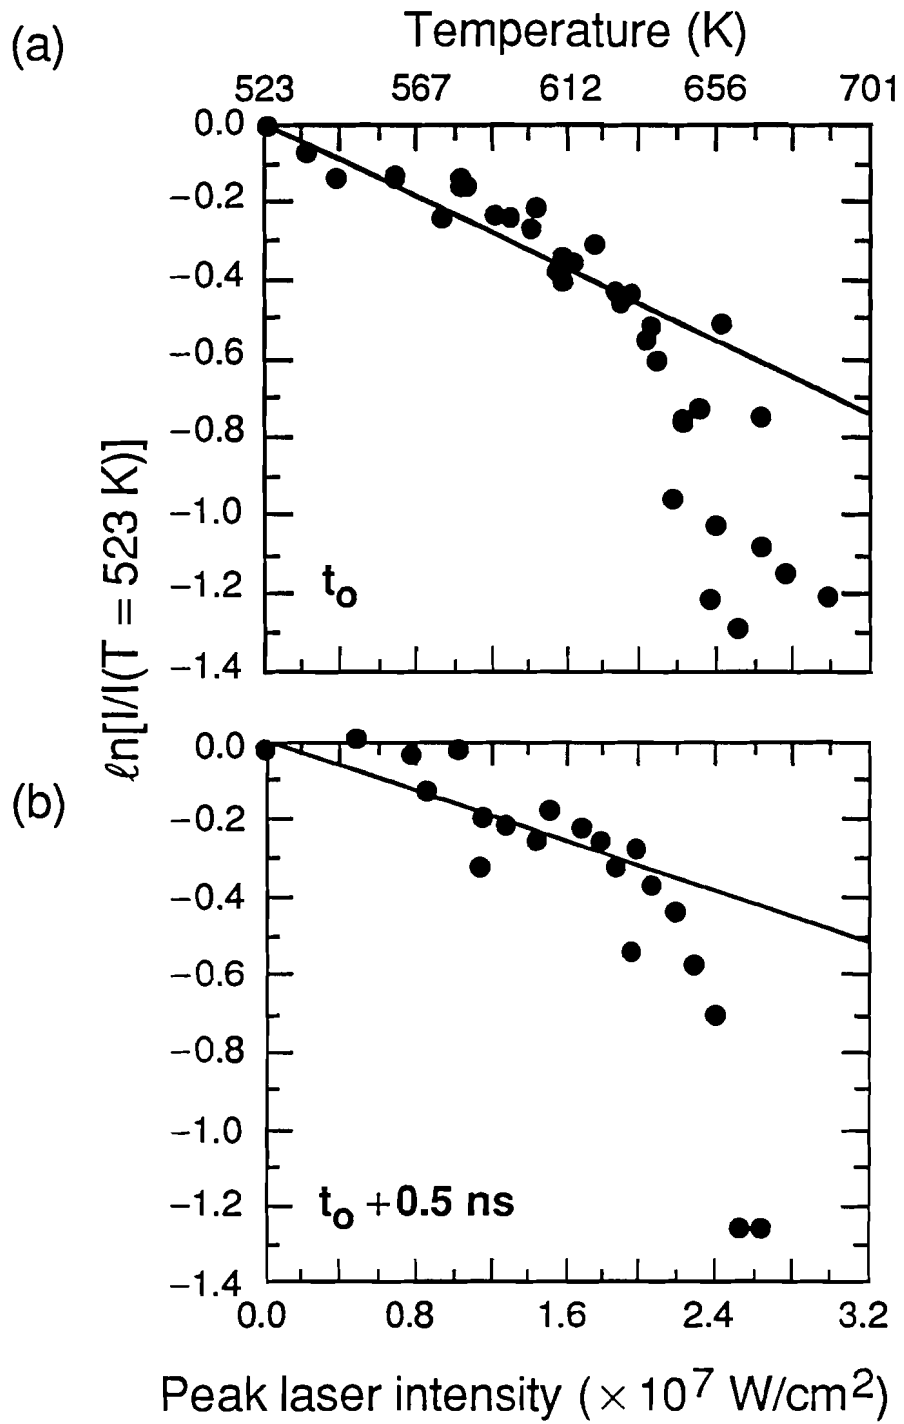 (a)
Temperature (K)
523 567 612 656 701
0.0
−0.2
−0.4
−0.6
−0.8
−1.0
−1.2
−1.4
t₀
ℓn[I/I(T = 523 K)]
(b)
0.0
−0.2
−0.4
−0.6
−0.8
−1.0
−1.2
−1.4
t₀ +0.5 ns
0.0 0.8 1.6 2.4 3.2
Peak laser intensity (× 10⁷ W/cm²)